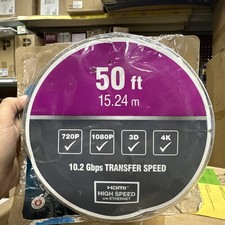 50 ft
15.24 m
720P 1080P 3D 4K
10.2 Gbps TRANSFER SPEED
HDMI
HIGH SPEED
with ETHERNET